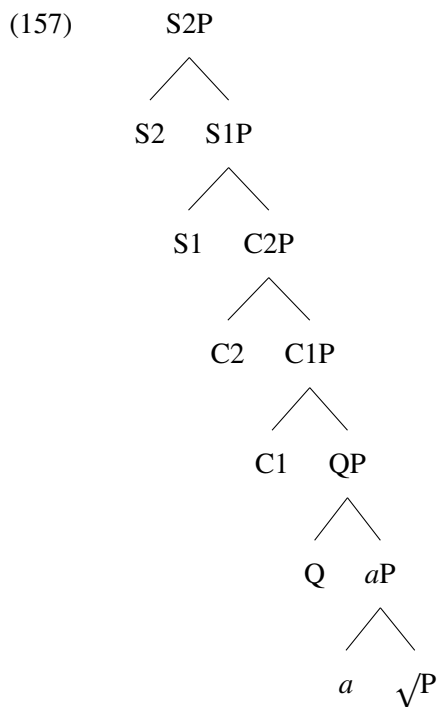 (157) S2P
S2 S1P
S1 C2P
C2 C1P
C1 QP
Q aP
a √P